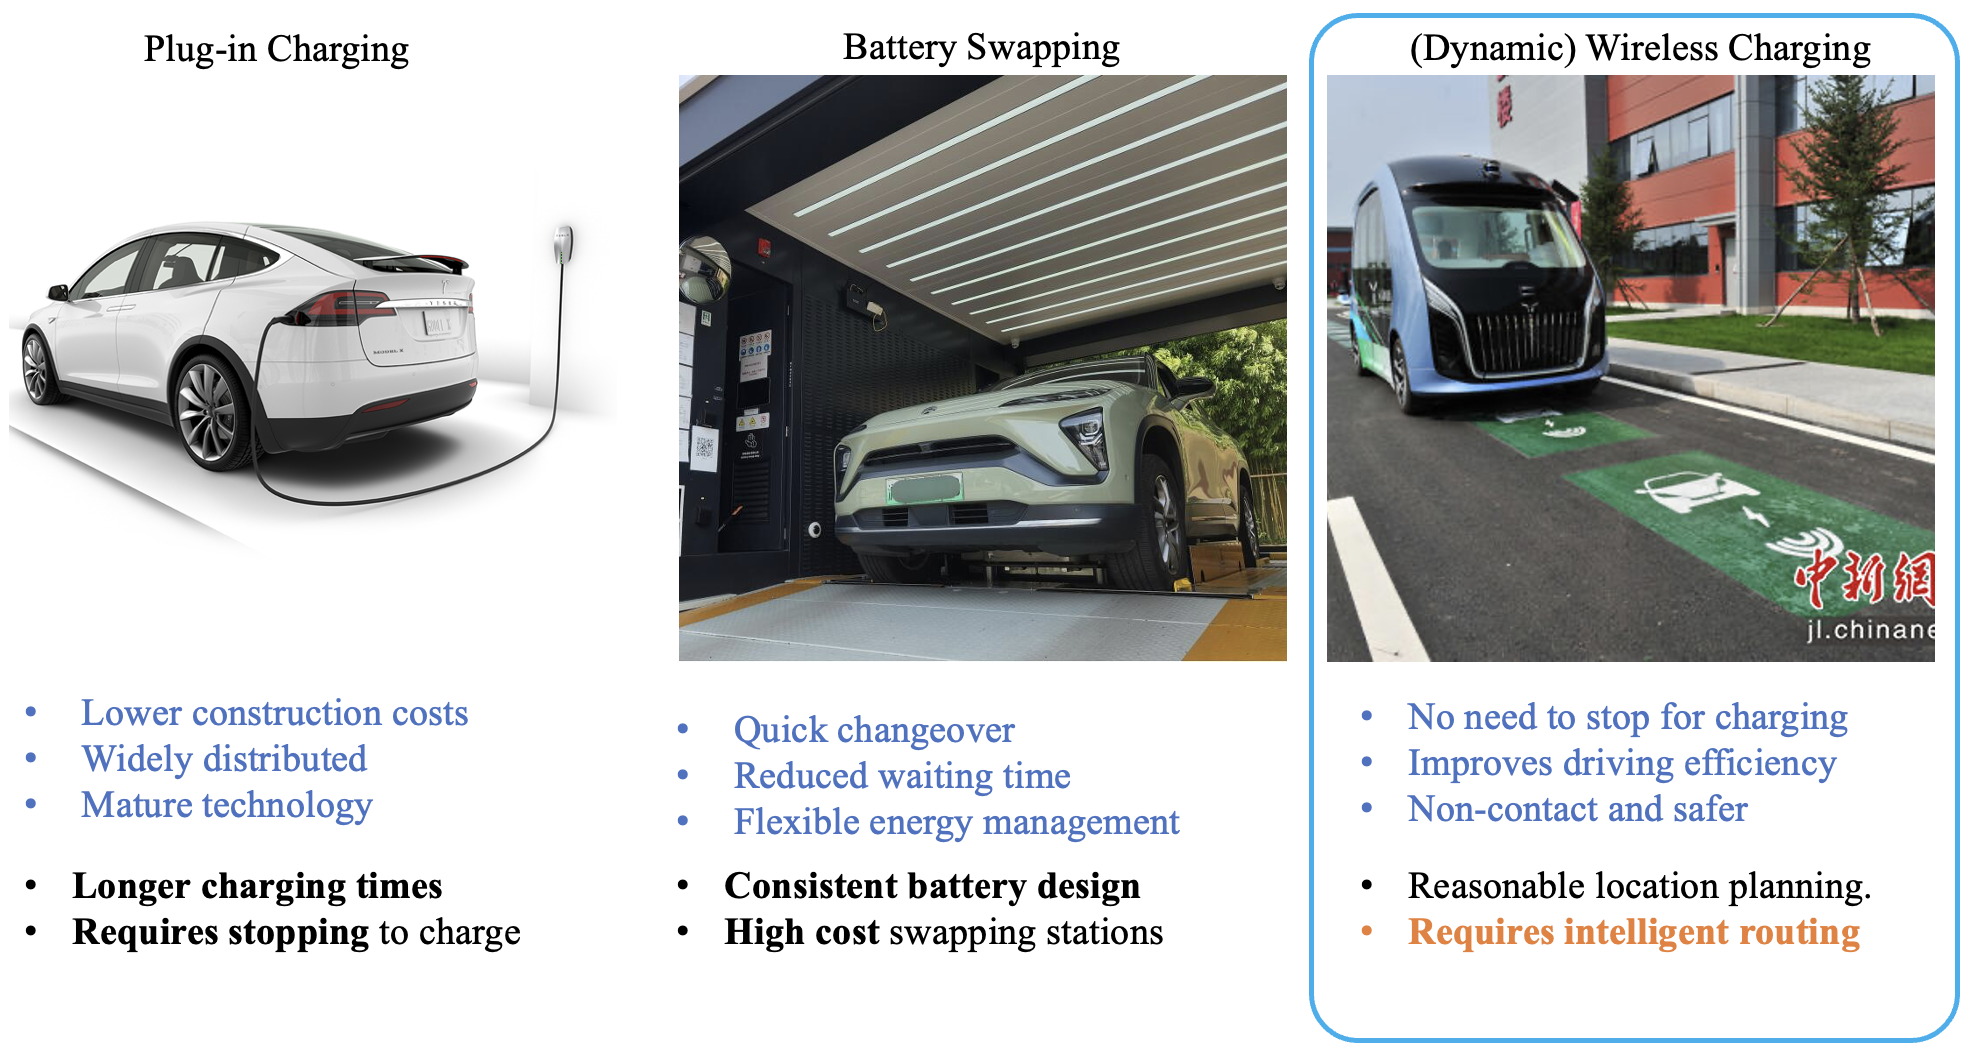 Plug-in Charging
Battery Swapping
(Dynamic) Wireless Charging
MODEL X
中新網
jl.chinane
• Lower construction costs
• Widely distributed
• Mature technology
• Longer charging times
• Requires stopping to charge
• Quick changeover
• Reduced waiting time
• Flexible energy management
• Consistent battery design
• High cost swapping stations
• No need to stop for charging
• Improves driving efficiency
• Non-contact and safer
• Reasonable location planning.
• Requires intelligent routing